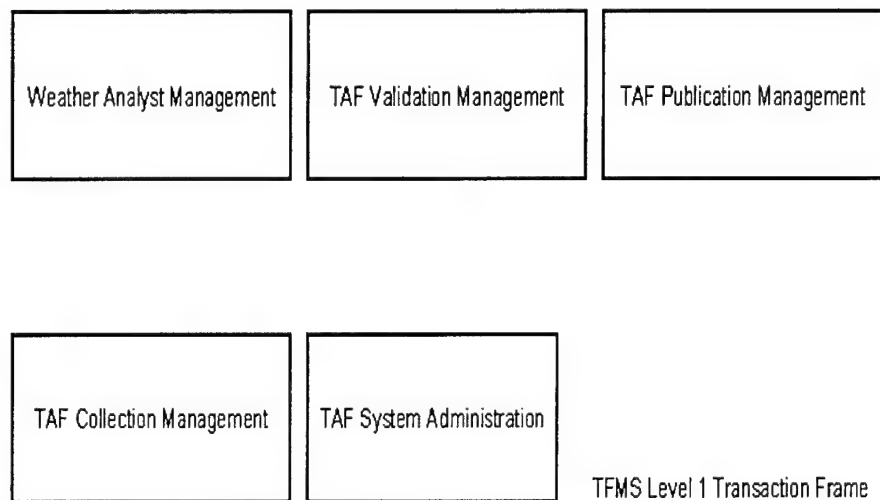 Weather Analyst Management
TAF Validation Management
TAF Publication Management
TAF Collection Management
TAF System Administration
TFMS Level 1 Transaction Frame